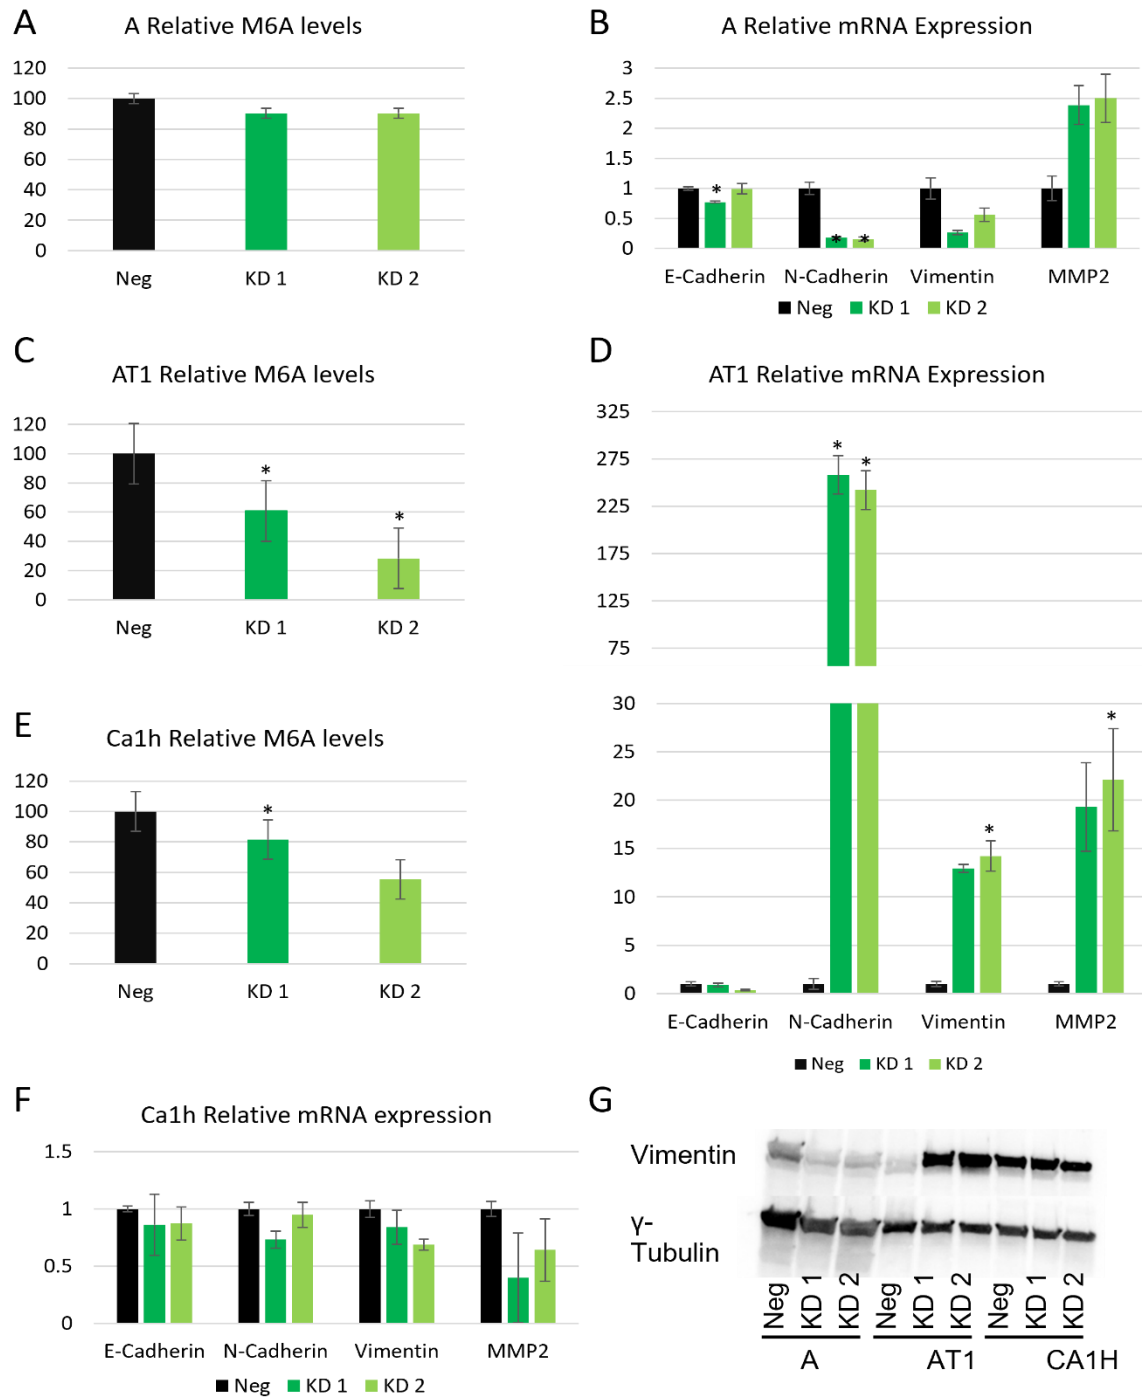 A
A Relative M6A levels
120
100
80
60
40
20
0
Neg KD 1 KD 2
B
A Relative mRNA Expression
3
2.5
2
1.5
1
0.5
0
*
* *
E-Cadherin N-Cadherin Vimentin MMP2
Neg KD 1 KD 2
C
AT1 Relative M6A levels
120
100
80
60
40
20
0
*
*
Neg KD 1 KD 2
D
AT1 Relative mRNA Expression
325
275
225
175
125
75
* *
30
25
20
15
10
5
0
*
*
E-Cadherin N-Cadherin Vimentin MMP2
Neg KD 1 KD 2
E
Ca1h Relative M6A levels
120
100
80
60
40
20
0
*
Neg KD 1 KD 2
F
Ca1h Relative mRNA expression
1.5
1
0.5
0
E-Cadherin N-Cadherin Vimentin MMP2
Neg KD 1 KD 2
G
Vimentin
γ-
Tubulin
Neg KD 1 KD 2 Neg KD 1 KD 2 Neg KD 1 KD 2
A AT1 CA1H